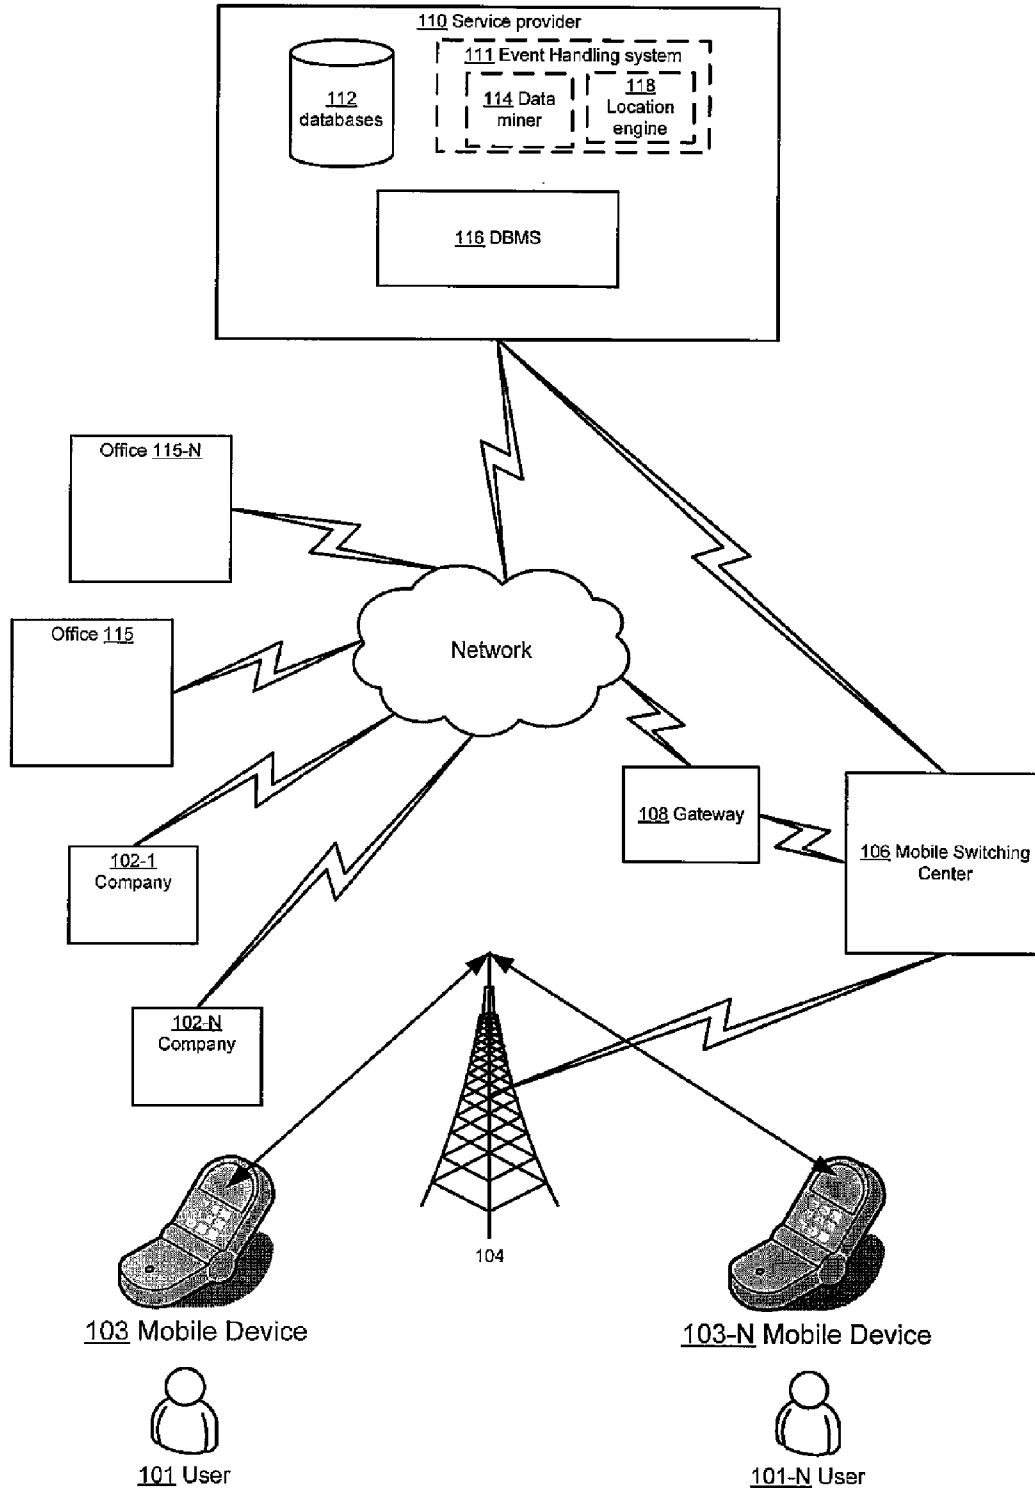 110 Service provider
111 Event Handling system
112
databases
114 Data
miner
118
Location
engine
116 DBMS
Office 115-N
Office 115
Network
108 Gateway
106 Mobile Switching
Center
102-1
Company
102-N
Company
104
103 Mobile Device
103-N Mobile Device
101 User
101-N User